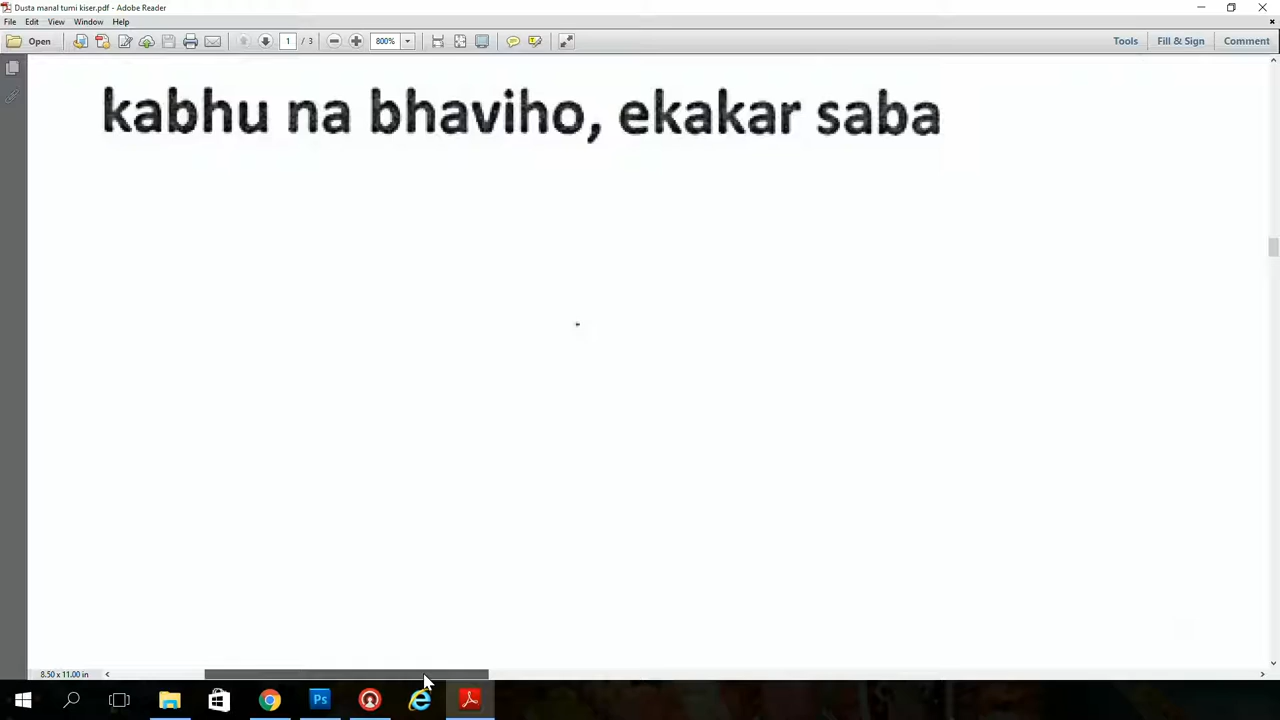 Dusta manal tumi kiser.pdf - Adobe Reader
File Edit View Window Help
Open 1 / 3 800% Tools Fill & Sign Comment
kabhu na bhaviho, ekakar saba
8.50 x 11.00 in
Ps